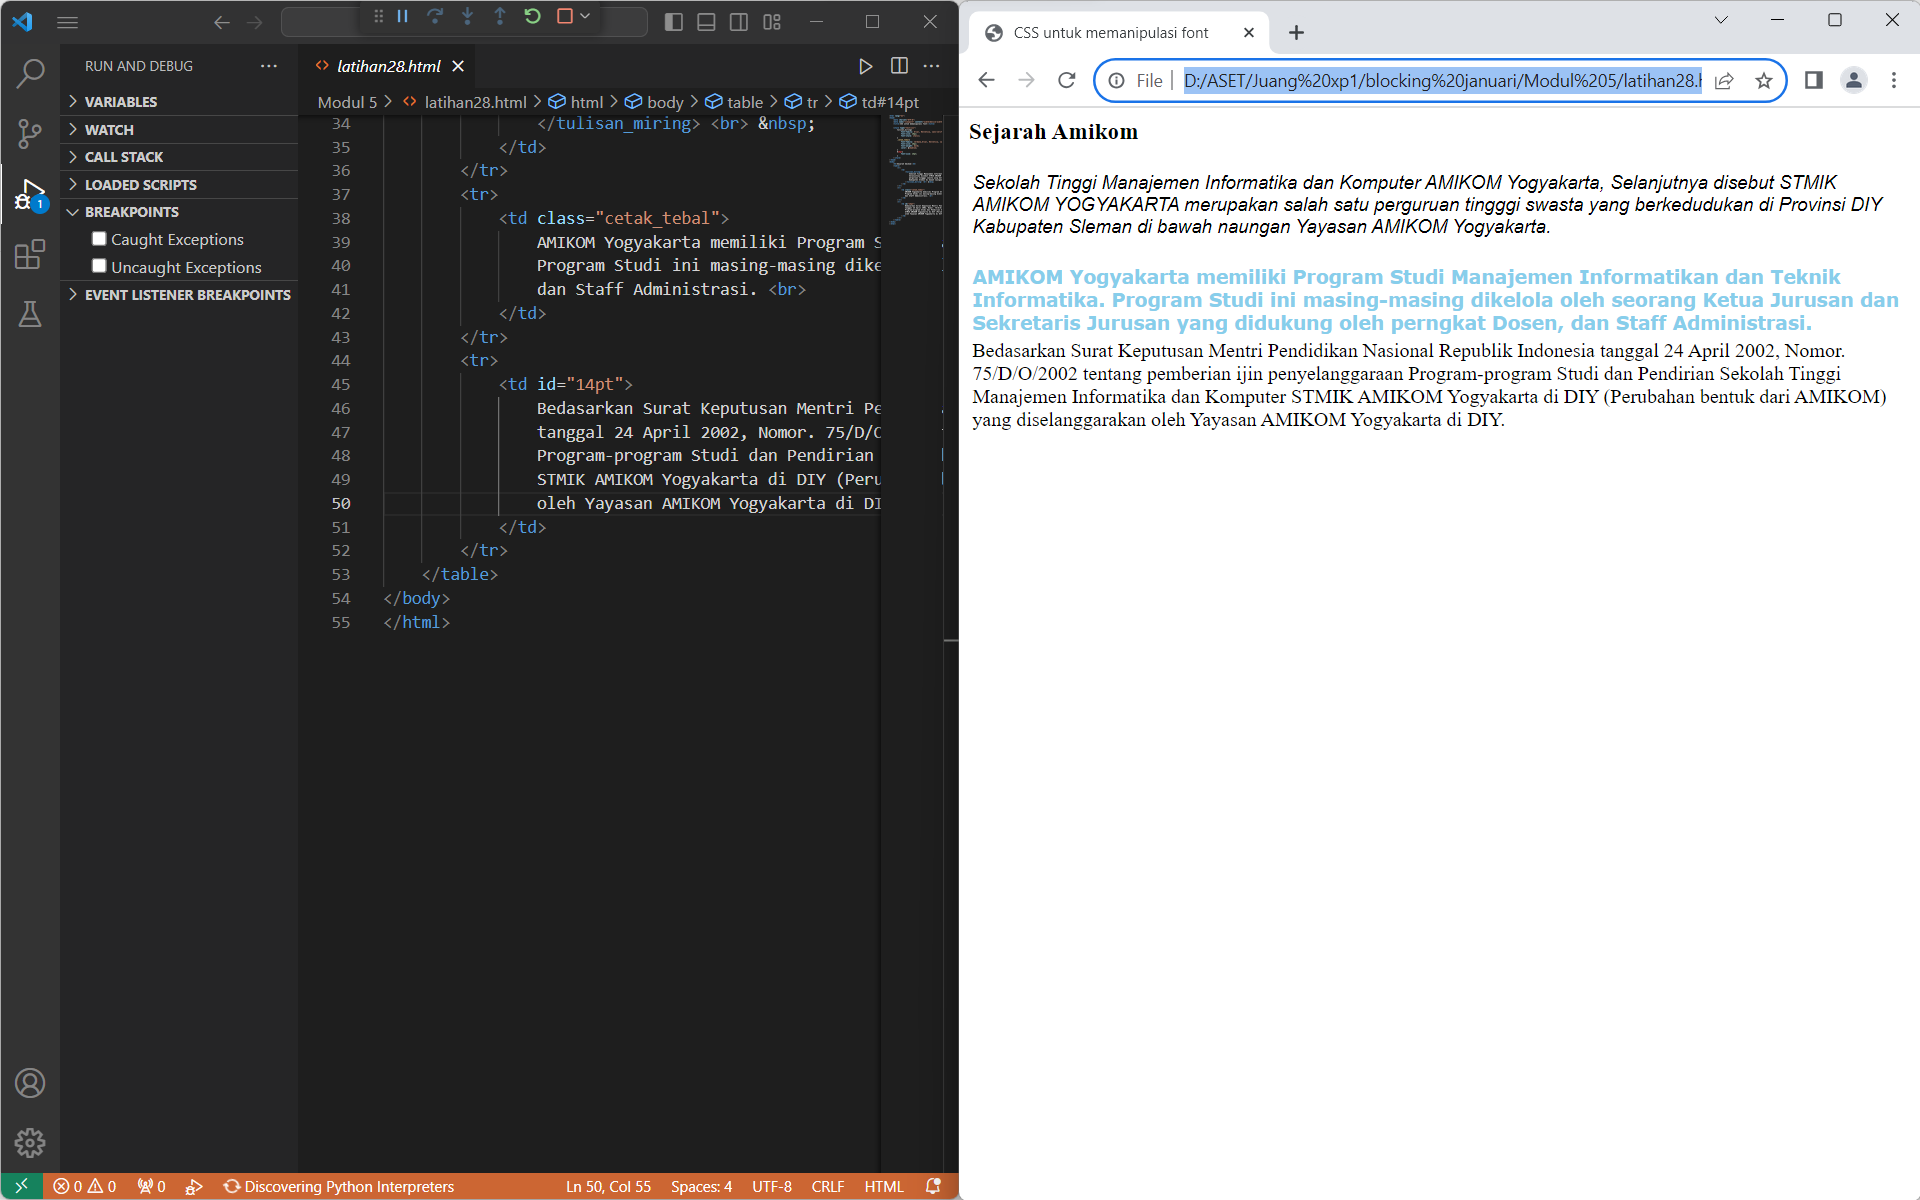 RUN AND DEBUG
VARIABLES
WATCH
CALL STACK
LOADED SCRIPTS
BREAKPOINTS
Caught Exceptions
Uncaught Exceptions
EVENT LISTENER BREAKPOINTS
1
latihan28.html
Modul 5 > latihan28.html > html > body > table > tr > td#14pt
34 </tulisan_miring> <br> &nbsp;
35 </td>
36 </tr>
37 <tr>
38 <td class="cetak_tebal">
39 AMIKOM Yogyakarta memiliki Program S
40 Program Studi ini masing-masing dike
41 dan Staff Administrasi. <br>
42 </td>
43 </tr>
44 <tr>
45 <td id="14pt">
46 Bedasarkan Surat Keputusan Mentri Pe
47 tanggal 24 April 2002, Nomor. 75/D/O
48 Program-program Studi dan Pendirian
49 STMIK AMIKOM Yogyakarta di DIY (Peru
50 oleh Yayasan AMIKOM Yogyakarta di DI
51 </td>
52 </tr>
53 </table>
54 </body>
55 </html>
0 0 0 Discovering Python Interpreters Ln 50, Col 55 Spaces: 4 UTF-8 CRLF HTML
CSS untuk memanipulasi font
File | D:/ASET/Juang%20xp1/blocking%20januari/Modul%205/latihan28.h
Sejarah Amikom
Sekolah Tinggi Manajemen Informatika dan Komputer AMIKOM Yogyakarta, Selanjutnya disebut STMIK
AMIKOM YOGYAKARTA merupakan salah satu perguruan tingggi swasta yang berkedudukan di Provinsi DIY
Kabupaten Sleman di bawah naungan Yayasan AMIKOM Yogyakarta.
AMIKOM Yogyakarta memiliki Program Studi Manajemen Informatikan dan Teknik
Informatika. Program Studi ini masing-masing dikelola oleh seorang Ketua Jurusan dan
Sekretaris Jurusan yang didukung oleh perngkat Dosen, dan Staff Administrasi.
Bedasarkan Surat Keputusan Mentri Pendidikan Nasional Republik Indonesia tanggal 24 April 2002, Nomor.
75/D/O/2002 tentang pemberian ijin penyelanggaraan Program-program Studi dan Pendirian Sekolah Tinggi
Manajemen Informatika dan Komputer STMIK AMIKOM Yogyakarta di DIY (Perubahan bentuk dari AMIKOM)
yang diselanggarakan oleh Yayasan AMIKOM Yogyakarta di DIY.